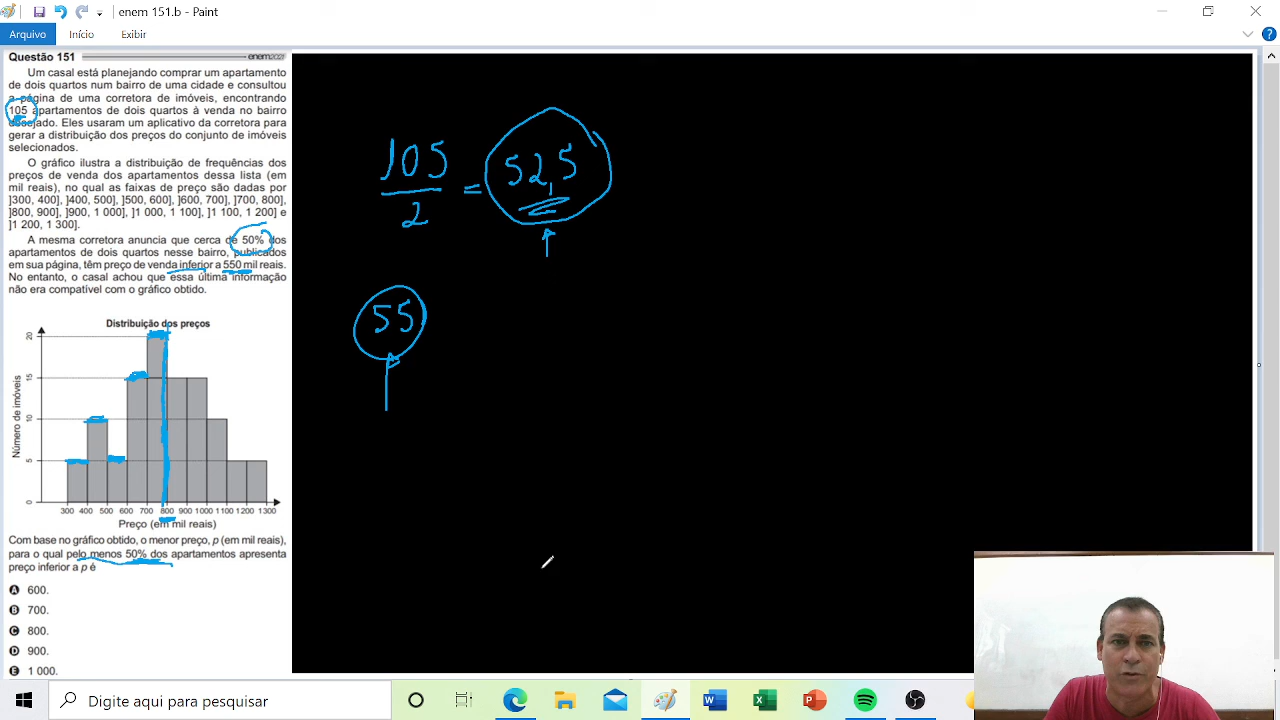 enem 151.bmp - Paint
Arquivo Início Exibir
Questão 151 enem2021
Um casal está planejando comprar um apartamento
de dois quartos num bairro de uma cidade e consultou
a página de uma corretora de imóveis, encontrando
105 apartamentos de dois quartos à venda no bairro
desejado. Eles usaram um aplicativo da corretora para
gerar a distribuição dos preços do conjunto de imóveis
selecionados.
O gráfico ilustra a distribuição de frequências dos
preços de venda dos apartamentos dessa lista (em
mil reais), no qual as faixas de preço são dadas por
]300, 400], ]400, 500], ]500, 600], ]600, 700], ]700, 800],
]800, 900], ]900, 1 000], ]1 000, 1 100], ]1 100, 1 200] e
]1 200, 1 300].
A mesma corretora anuncia que cerca de 50% dos
apartamentos de dois quartos nesse bairro, publicados
em sua página, têm preço de venda inferior a 550 mil reais.
No entanto, o casal achou que essa última informação
não era compatível com o gráfico obtido.
Distribuição dos preços
Número de imóveis
20
15
10
5
0
300 400 500 600 700 800 900 1000 1100 1200 1300
Preço (em mil reais)
Com base no gráfico obtido, o menor preço, p (em mil reais),
para o qual pelo menos 50% dos apartamentos apresenta
preço inferior a p é
A 600.
B 700.
C 800.
D 900.
E 1 000.
105
2
= 52,5
55
Digite aqui para pesquisar